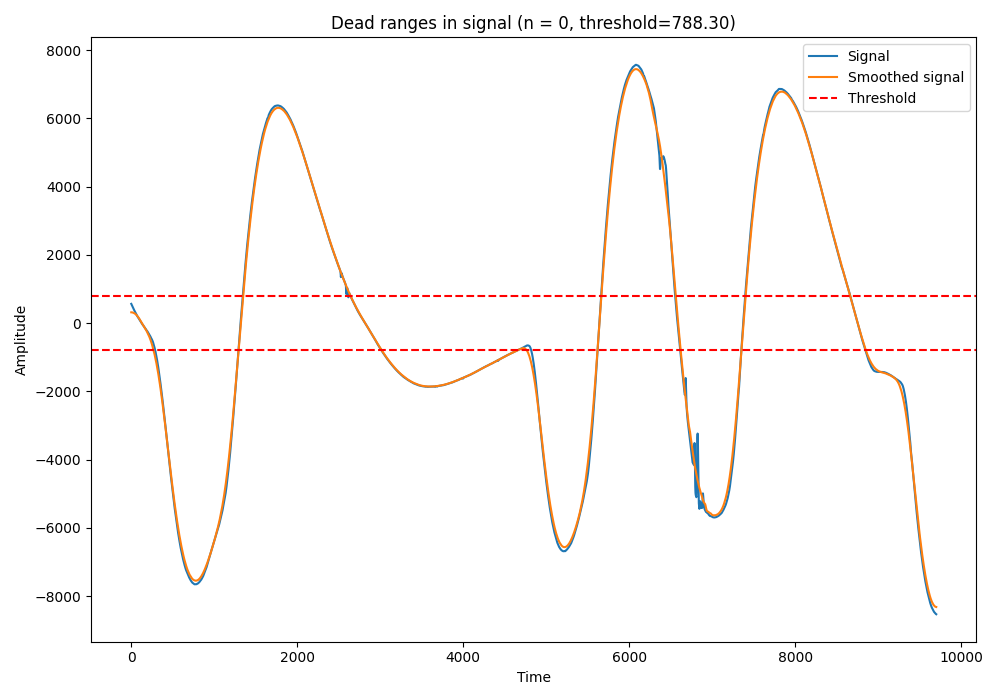 Dead ranges in signal (n = 0, threshold=788.30)
Signal
Smoothed signal
Threshold
Amplitude
8000
6000
4000
2000
0
−2000
−4000
−6000
−8000
0 2000 4000 6000 8000 10000
Time